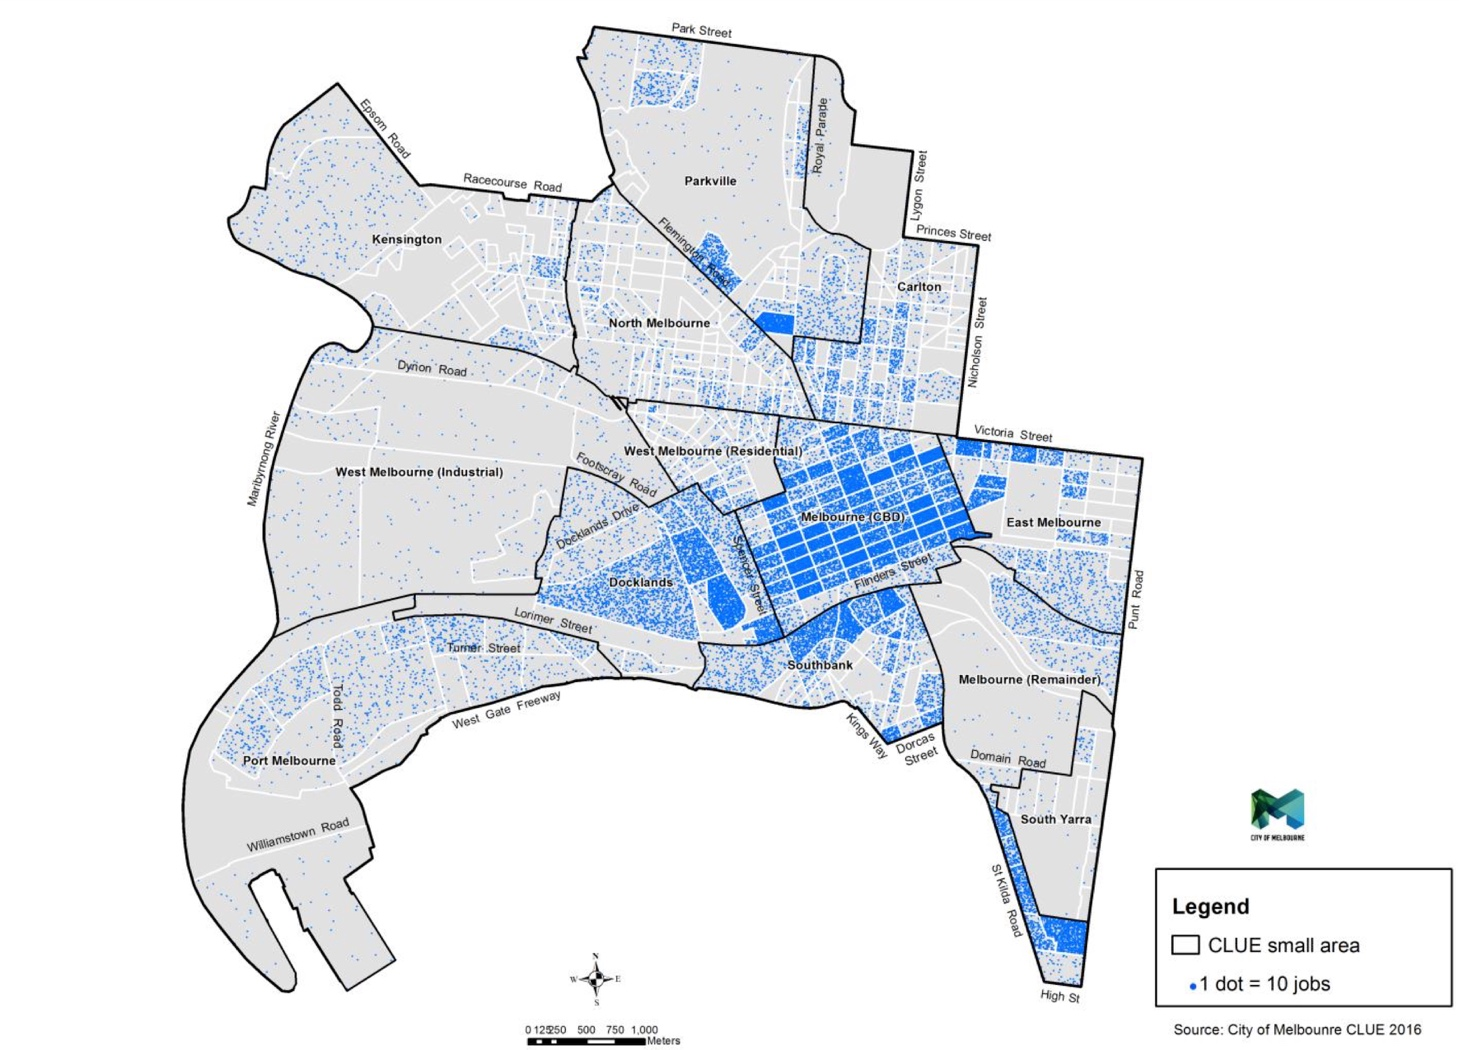 Park Street
Epsom Road
Royal Parade
Lygon Street
Racecourse Road
Parkville
Flemington Road
Princes Street
Kensington
Carlton
North Melbourne
Nicholson Street
Dynon Road
Maribyrnong River
Victoria Street
West Melbourne (Residential)
West Melbourne (Industrial)
Footscray Road
Melbourne (CBD)
East Melbourne
Docklands Drive
Spencer Street
Flinders Street
Docklands
Punt Road
Lorimer Street
Turner Street
Southbank
Melbourne (Remainder)
Todd Road
West Gate Freeway
Kings Way
Dorcas
Street
Port Melbourne
Domain Road
South Yarra
Williamstown Road
CITY OF MELBOURNE
St Kilda Road
Legend
CLUE small area
1 dot = 10 jobs
N
W E
S
High St
0 125250 500 750 1,000
Meters
Source: City of Melbounre CLUE 2016